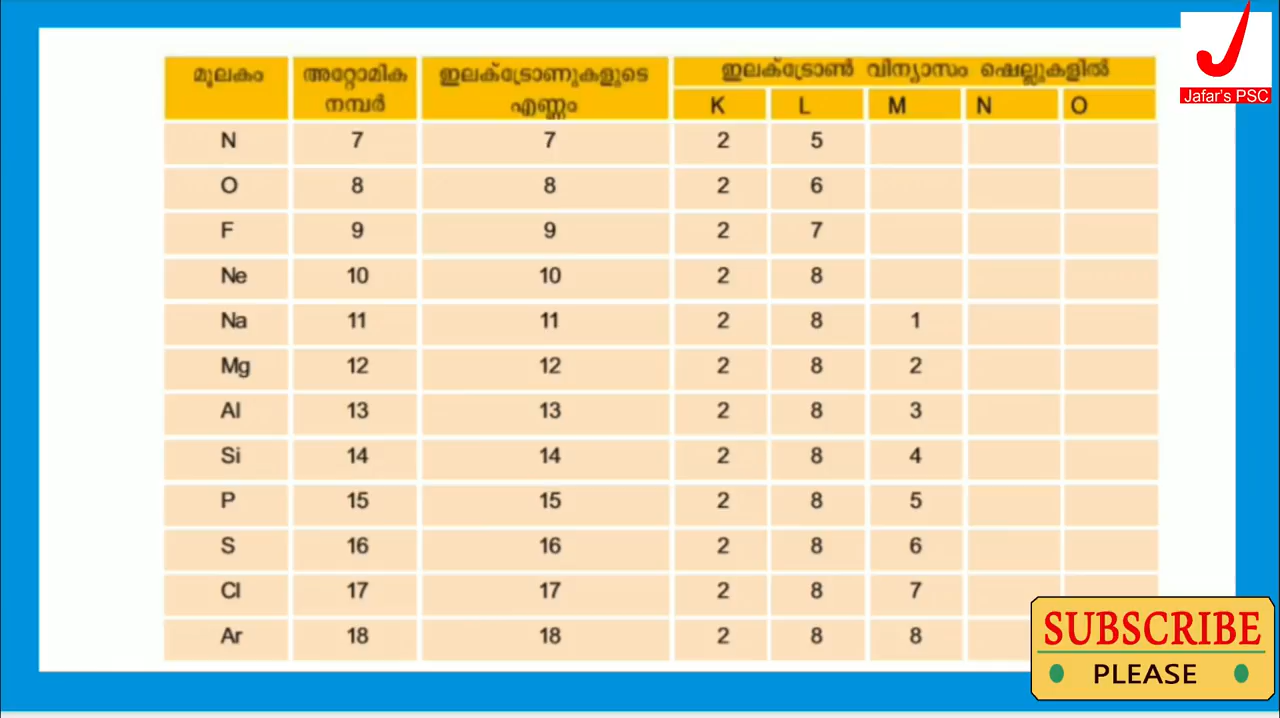 മൂലകം അറ്റോമിക നമ്പർ ഇലക്ട്രോണുകളുടെ എണ്ണം ഇലക്ട്രോൺ വിന്യാസം ഷെല്ലുകളിൽ
K L M N O
N 7 7 2 5
O 8 8 2 6
F 9 9 2 7
Ne 10 10 2 8
Na 11 11 2 8 1
Mg 12 12 2 8 2
Al 13 13 2 8 3
Si 14 14 2 8 4
P 15 15 2 8 5
S 16 16 2 8 6
Cl 17 17 2 8 7
Ar 18 18 2 8 8
Jafar's PSC
SUBSCRIBE
PLEASE